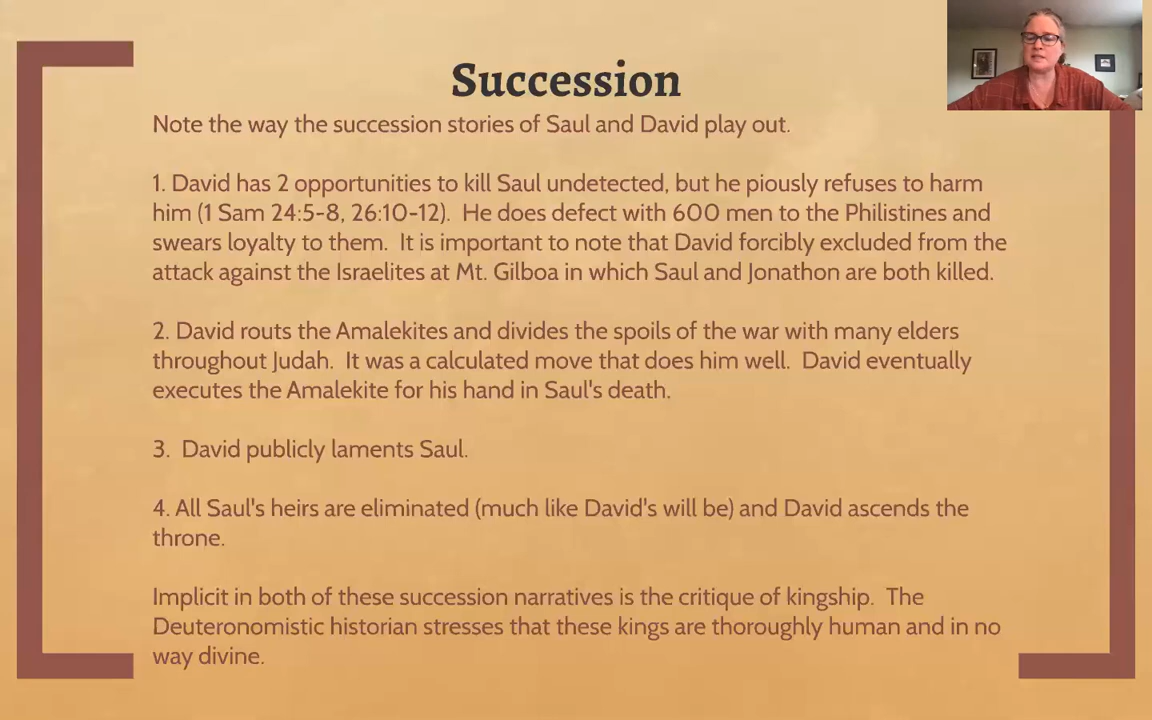 Succession
Note the way the succession stories of Saul and David play out.
1. David has 2 opportunities to kill Saul undetected, but he piously refuses to harm
him (1 Sam 24:5-8, 26:10-12).  He does defect with 600 men to the Philistines and
swears loyalty to them.  It is important to note that David forcibly excluded from the
attack against the Israelites at Mt. Gilboa in which Saul and Jonathon are both killed.
2. David routs the Amalekites and divides the spoils of the war with many elders
throughout Judah.  It was a calculated move that does him well.  David eventually
executes the Amalekite for his hand in Saul's death.
3.  David publicly laments Saul.
4. All Saul's heirs are eliminated (much like David's will be) and David ascends the
throne.
Implicit in both of these succession narratives is the critique of kingship.  The
Deuteronomistic historian stresses that these kings are thoroughly human and in no
way divine.